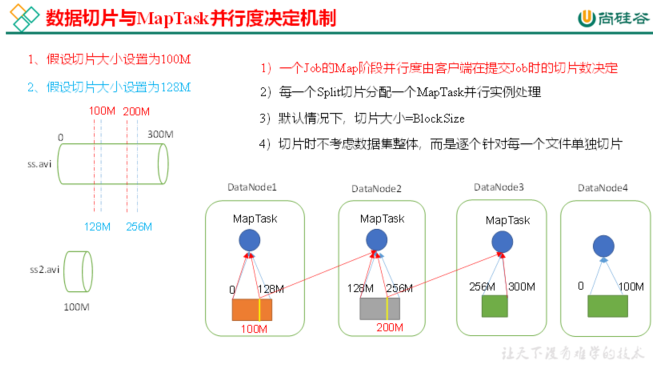 数据切片与MapTask并行度决定机制
尚硅谷
1、假设切片大小设置为100M
2、假设切片大小设置为128M
100M 200M
0 300M
ss.avi
128M 256M
ss2.avi
100M
1）一个Job的Map阶段并行度由客户端在提交Job时的切片数决定
2）每一个Split切片分配一个MapTask并行实例处理
3）默认情况下，切片大小=BlockSize
4）切片时不考虑数据集整体，而是逐个针对每一个文件单独切片
DataNode1 DataNode2 DataNode3 DataNode4
MapTask MapTask MapTask
0 128M 128M 256M 256M 300M 0 100M
100M 200M
让天下没有难学的技术